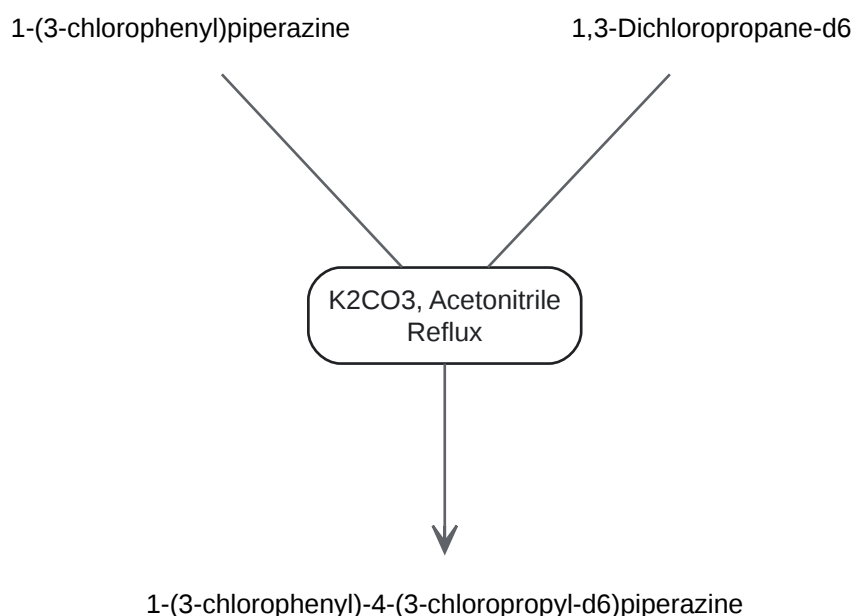 1-(3-chlorophenyl)piperazine
1,3-Dichloropropane-d6
K2CO3, Acetonitrile
Reflux
1-(3-chlorophenyl)-4-(3-chloropropyl-d6)piperazine